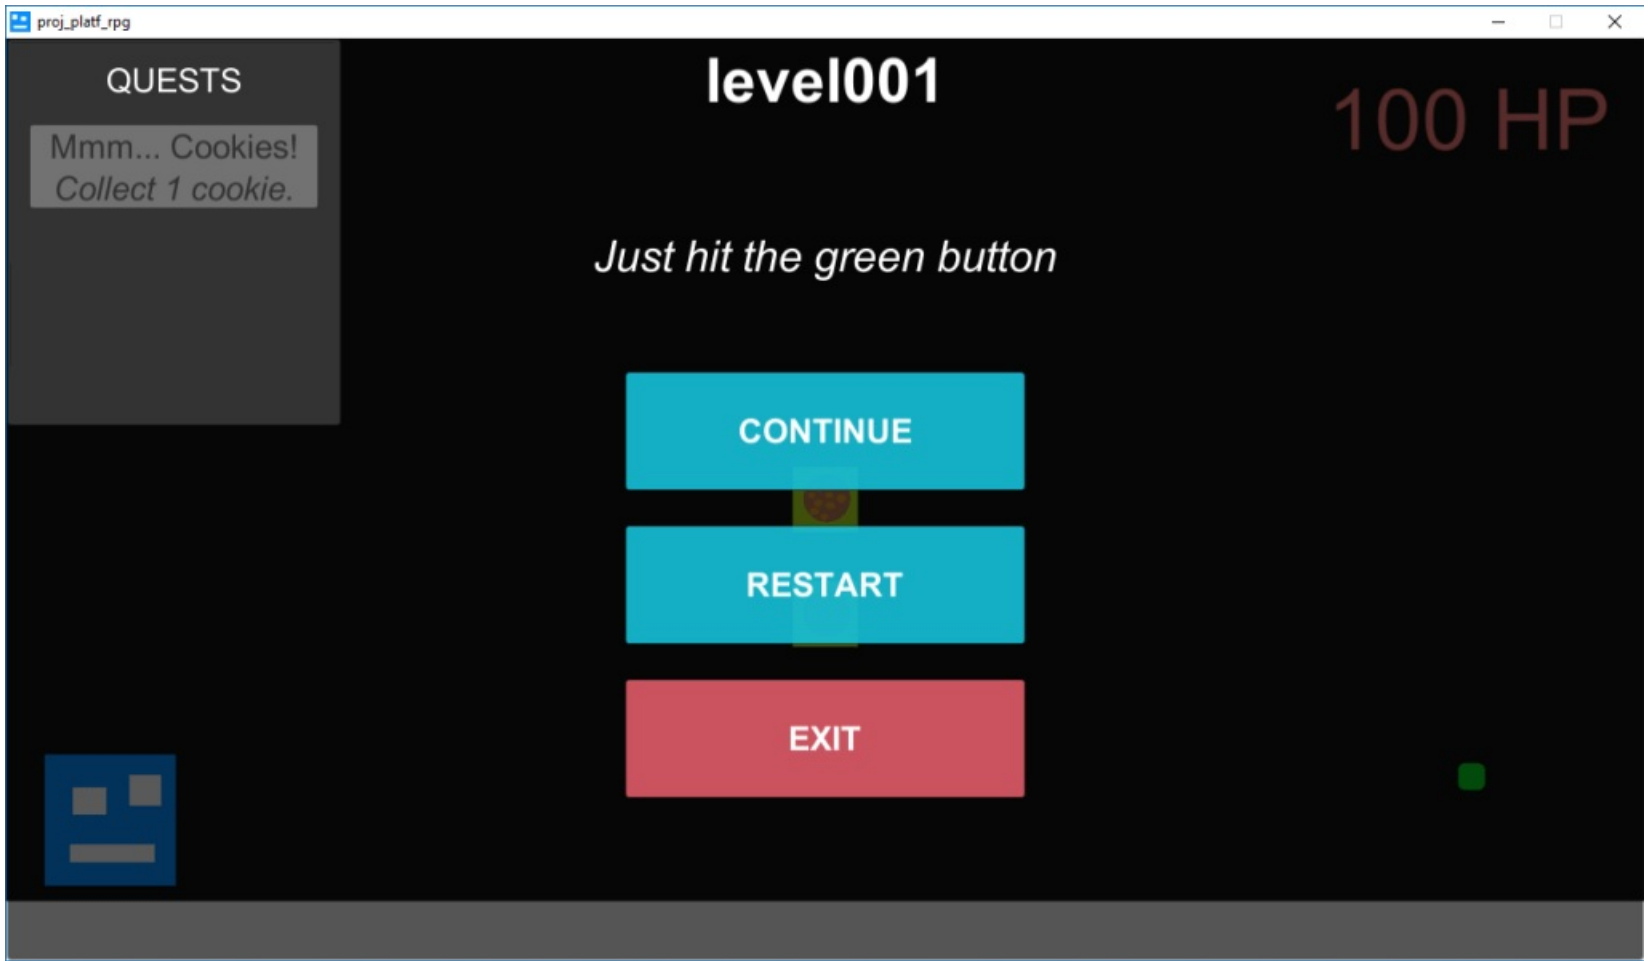 proj_platf_rpg
QUESTS
Mmm... Cookies!
Collect 1 cookie.
level001
100 HP
Just hit the green button
CONTINUE
RESTART
EXIT